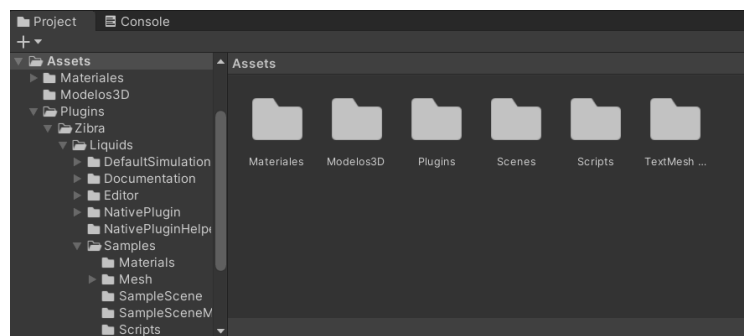 Project
Console
Assets
Materiales
Modelos3D
Plugins
Zibra
Liquids
DefaultSimulation
Documentation
Editor
NativePlugin
NativePluginHelpe
Samples
Materials
Mesh
SampleScene
SampleSceneM
Scripts
Assets
Materiales
Modelos3D
Plugins
Scenes
Scripts
TextMesh ...